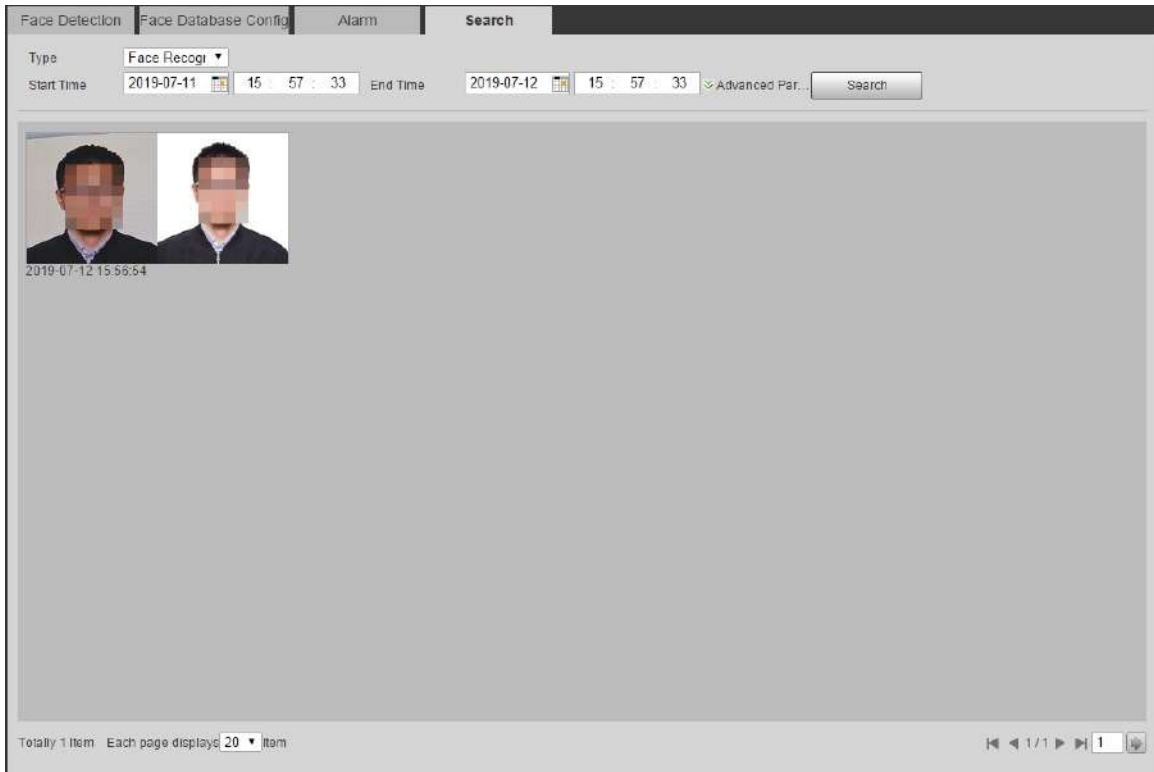 Face Detection Face Database Config Alarm Search
Type Face Recogi
Start Time 2019-07-11 15 : 57 : 33 End Time 2019-07-12 15 : 57 : 33 Advanced Par... Search
2019-07-12 15:56:54
Totally 1 Item Each page displays 20 Item 1/1 1